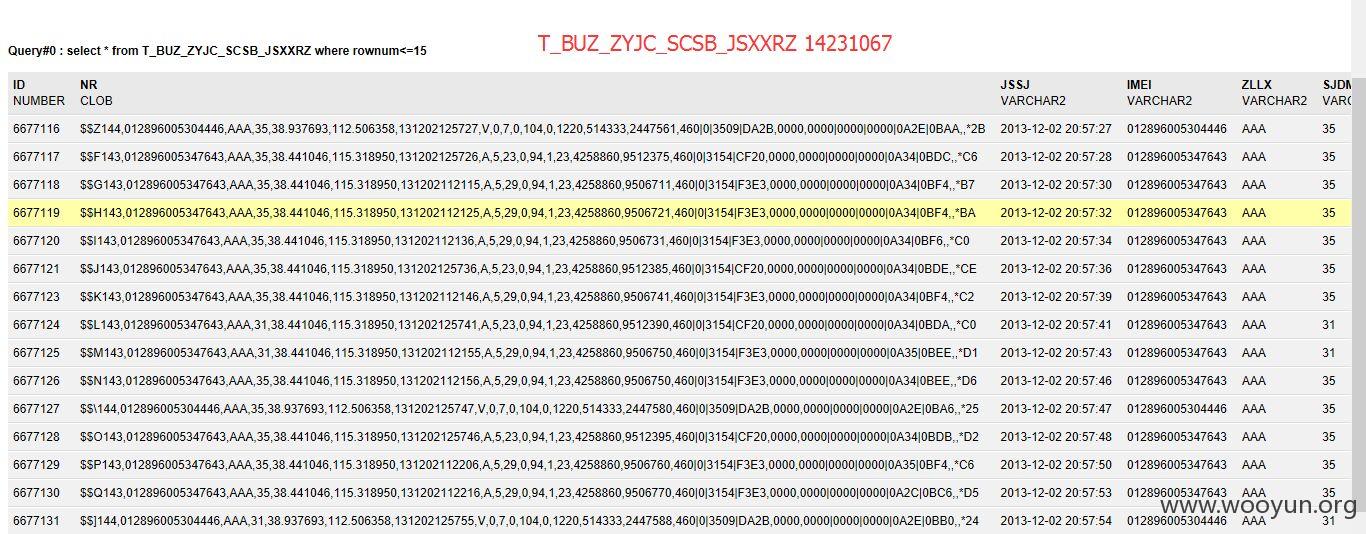 Query#0 : select * from T_BUZ_ZYJC_SCSB_JSXXRZ where rownum<=15
T_BUZ_ZYJC_SCSB_JSXXRZ 14231067
ID NR JSSJ IMEI ZLLX SJDM
NUMBER CLOB VARCHAR2 VARCHAR2 VARCHAR2 VARC
6677116 $$Z144,012896005304446,AAA,35,38.937693,112.506358,131202125727,V,0,7,0,104,0,1220,514333,2447561,460|0|3509|DA2B,0000,0000|0000|0000|0A2E|0BAA,,*2B 2013-12-02 20:57:27 012896005304446 AAA 35
6677117 $$F143,012896005347643,AAA,35,38.441046,115.318950,131202125726,A,5,23,0,94,1,23,4258860,9512375,460|0|3154|CF20,0000,0000|0000|0000|0A34|0BDC,,*C6 2013-12-02 20:57:28 012896005347643 AAA 35
6677118 $$G143,012896005347643,AAA,35,38.441046,115.318950,131202112115,A,5,29,0,94,1,23,4258860,9506711,460|0|3154|F3E3,0000,0000|0000|0000|0A34|0BF4,,*B7 2013-12-02 20:57:30 012896005347643 AAA 35
6677119 $$H143,012896005347643,AAA,35,38.441046,115.318950,131202112125,A,5,29,0,94,1,23,4258860,9506721,460|0|3154|F3E3,0000,0000|0000|0000|0A34|0BF4,,*BA 2013-12-02 20:57:32 012896005347643 AAA 35
6677120 $$I143,012896005347643,AAA,35,38.441046,115.318950,131202112136,A,5,29,0,94,1,23,4258860,9506731,460|0|3154|F3E3,0000,0000|0000|0000|0A34|0BF6,,*C0 2013-12-02 20:57:34 012896005347643 AAA 35
6677121 $$J143,012896005347643,AAA,35,38.441046,115.318950,131202125736,A,5,23,0,94,1,23,4258860,9512385,460|0|3154|CF20,0000,0000|0000|0000|0A34|0BDE,,*CE 2013-12-02 20:57:36 012896005347643 AAA 35
6677123 $$K143,012896005347643,AAA,35,38.441046,115.318950,131202112146,A,5,29,0,94,1,23,4258860,9506741,460|0|3154|F3E3,0000,0000|0000|0000|0A34|0BF4,,*C2 2013-12-02 20:57:39 012896005347643 AAA 35
6677124 $$L143,012896005347643,AAA,31,38.441046,115.318950,131202125741,A,5,23,0,94,1,23,4258860,9512390,460|0|3154|CF20,0000,0000|0000|0000|0A34|0BDA,,*C0 2013-12-02 20:57:41 012896005347643 AAA 31
6677125 $$M143,012896005347643,AAA,31,38.441046,115.318950,131202112155,A,5,29,0,94,1,23,4258860,9506750,460|0|3154|F3E3,0000,0000|0000|0000|0A35|0BEE,,*D1 2013-12-02 20:57:43 012896005347643 AAA 31
6677126 $$N143,012896005347643,AAA,35,38.441046,115.318950,131202112156,A,5,29,0,94,1,23,4258860,9506750,460|0|3154|F3E3,0000,0000|0000|0000|0A34|0BEE,,*D6 2013-12-02 20:57:46 012896005347643 AAA 35
6677127 $$\144,012896005304446,AAA,35,38.937693,112.506358,131202125747,V,0,7,0,104,0,1220,514333,2447580,460|0|3509|DA2B,0000,0000|0000|0000|0A2E|0BA6,,*25 2013-12-02 20:57:47 012896005304446 AAA 35
6677128 $$O143,012896005347643,AAA,35,38.441046,115.318950,131202125746,A,5,23,0,94,1,23,4258860,9512395,460|0|3154|CF20,0000,0000|0000|0000|0A34|0BDB,,*D2 2013-12-02 20:57:48 012896005347643 AAA 35
6677129 $$P143,012896005347643,AAA,35,38.441046,115.318950,131202112206,A,5,29,0,94,1,23,4258860,9506760,460|0|3154|F3E3,0000,0000|0000|0000|0A35|0BF4,,*C6 2013-12-02 20:57:50 012896005347643 AAA 35
6677130 $$Q143,012896005347643,AAA,35,38.441046,115.318950,131202112216,A,5,29,0,94,1,23,4258860,9506770,460|0|3154|F3E3,0000,0000|0000|0000|0A2C|0BC6,,*D5 2013-12-02 20:57:53 012896005347643 AAA 35
6677131 $$]144,012896005304446,AAA,31,38.937693,112.506358,131202125755,V,0,7,0,104,0,1220,514333,2447588,460|0|3509|DA2B,0000,0000|0000|0000|0A2E|0BB0,,*24 2013-12-02 20:57:54 012896005304446 AAA 31
www.wooyun.org